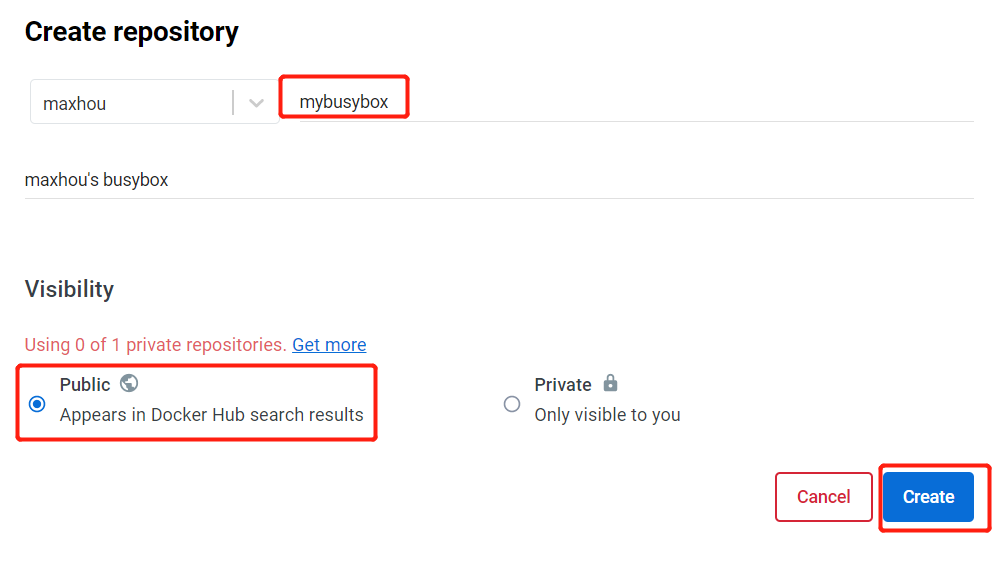 Create repository
maxhou mybusybox
maxhou's busybox
Visibility
Using 0 of 1 private repositories. Get more
Public Private
Appears in Docker Hub search results Only visible to you
Cancel Create